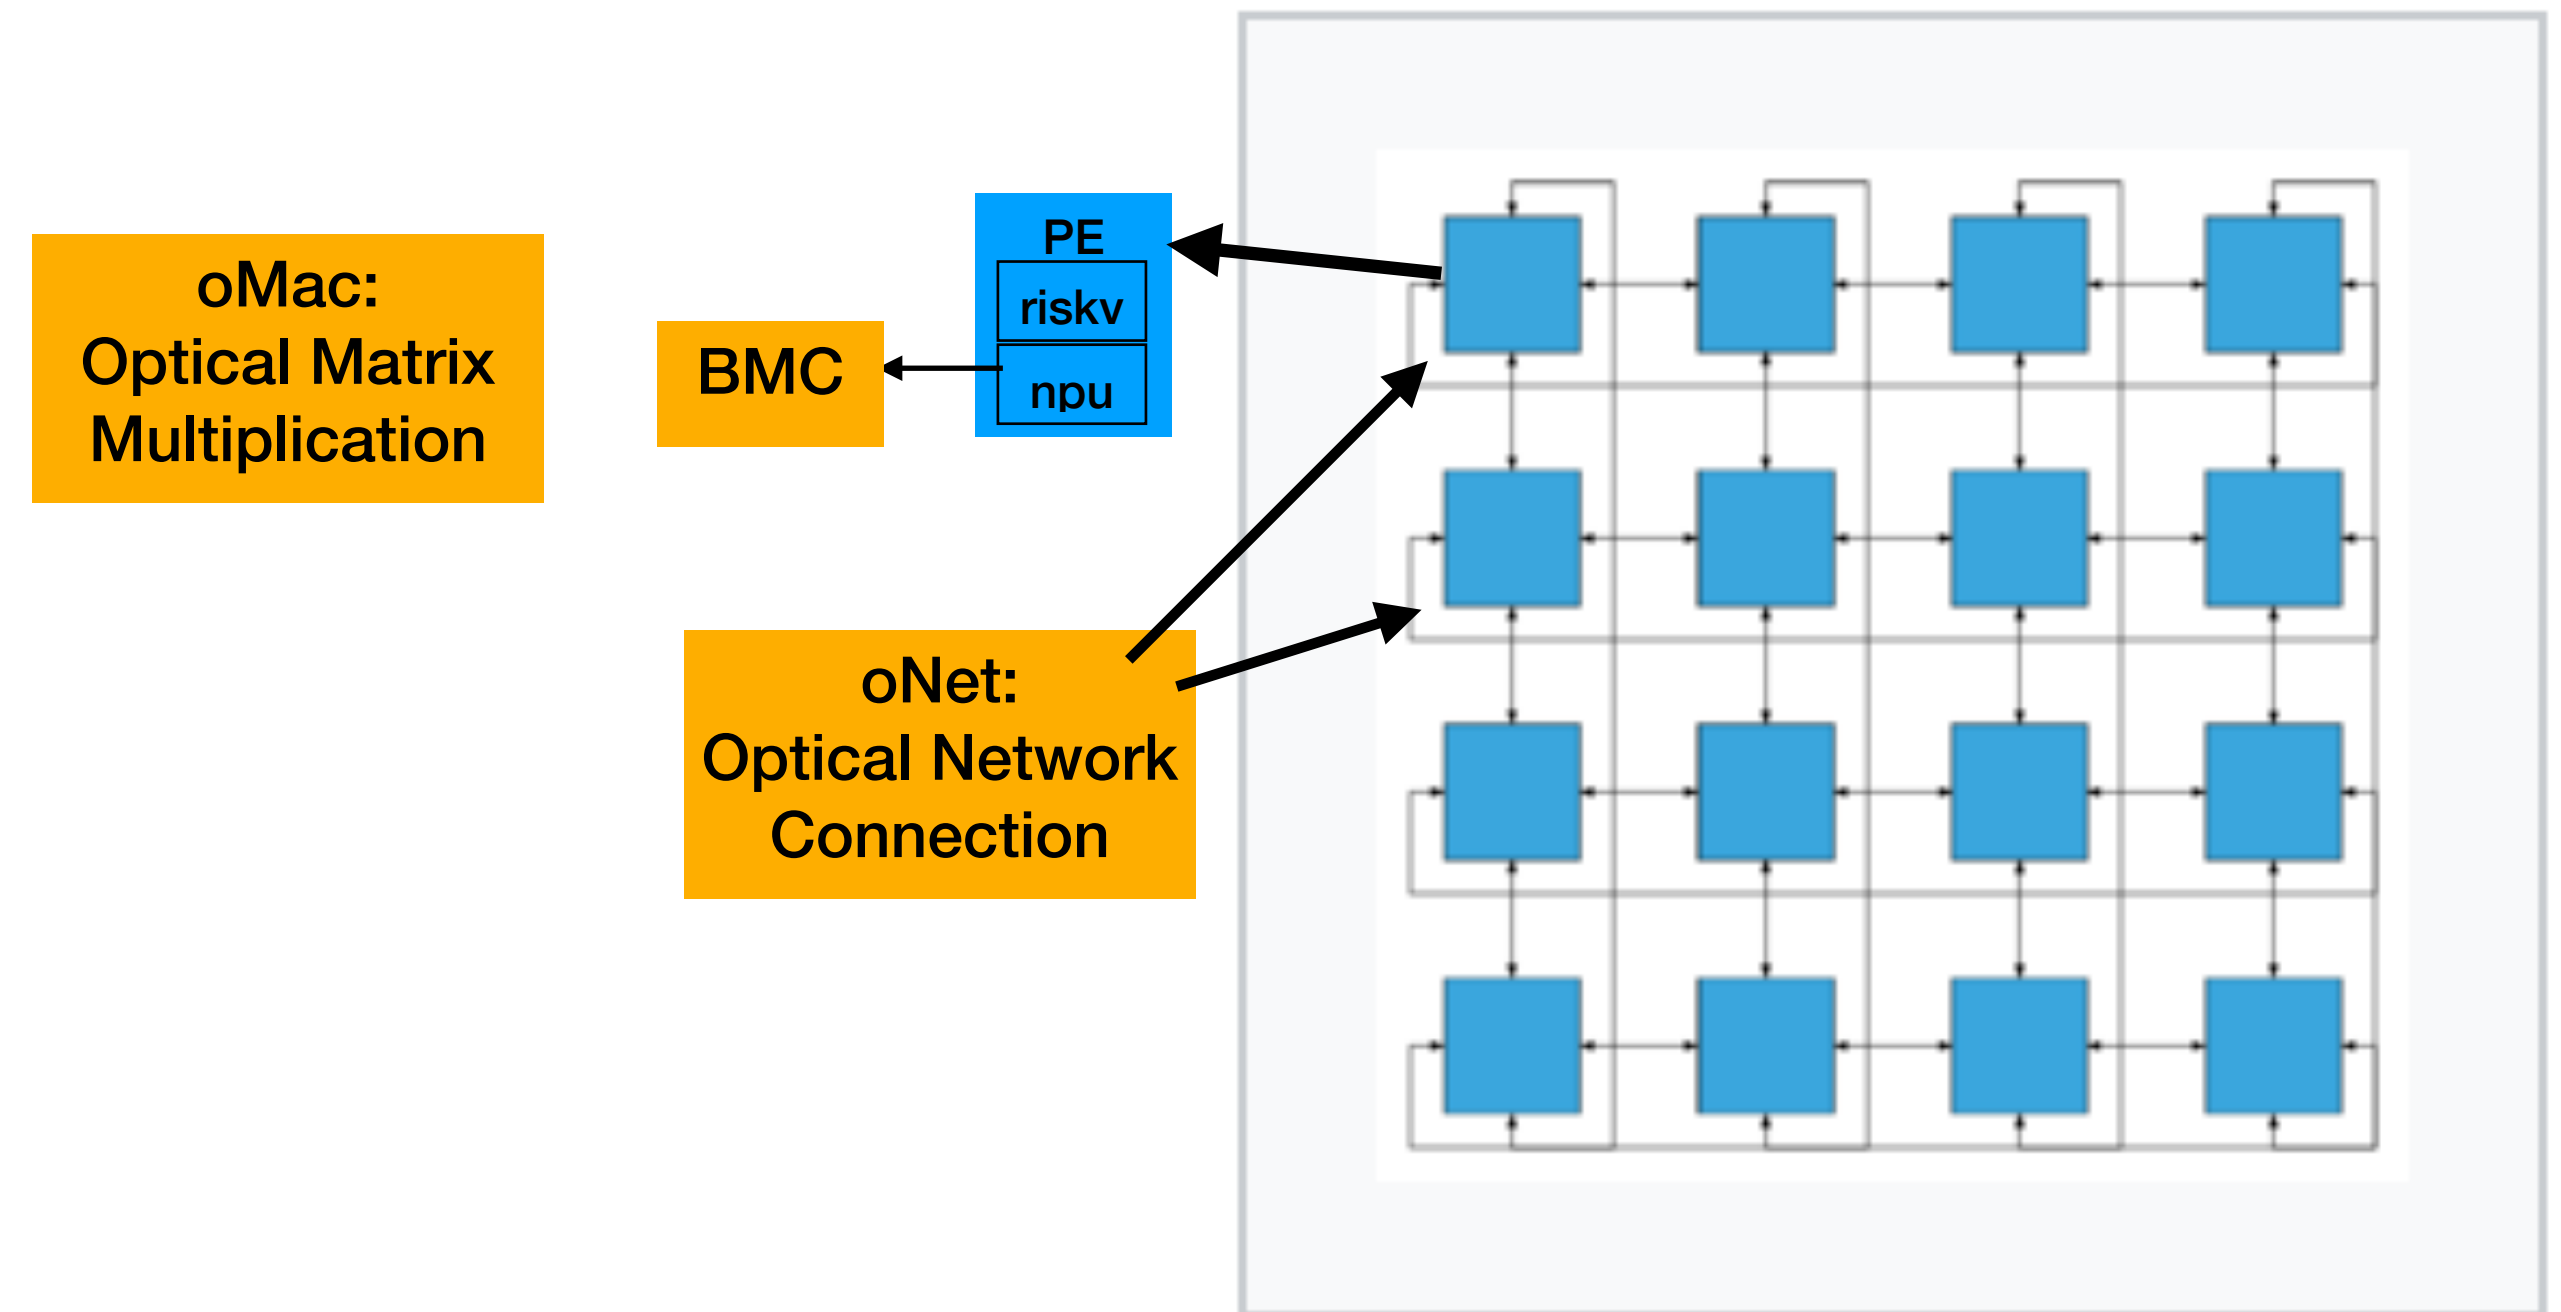 oMac:
Optical Matrix
Multiplication
BMC
PE
riskv
npu
oNet:
Optical Network
Connection